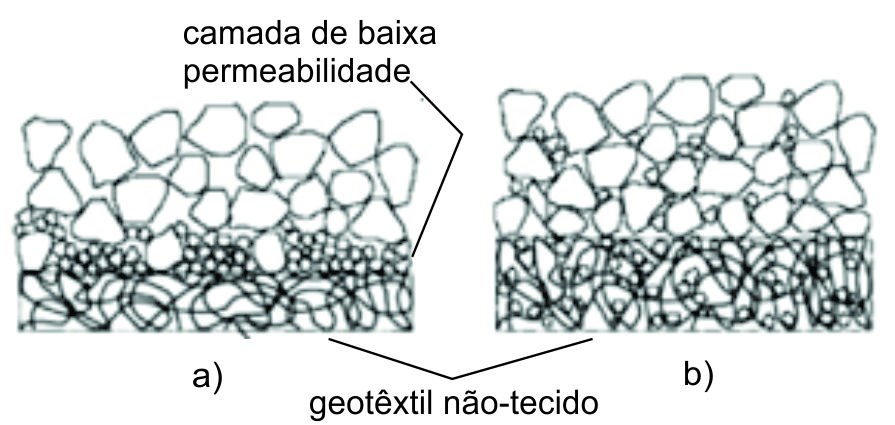 camada de baixa
permeabilidade
a)
b)
geotêxtil não-tecido